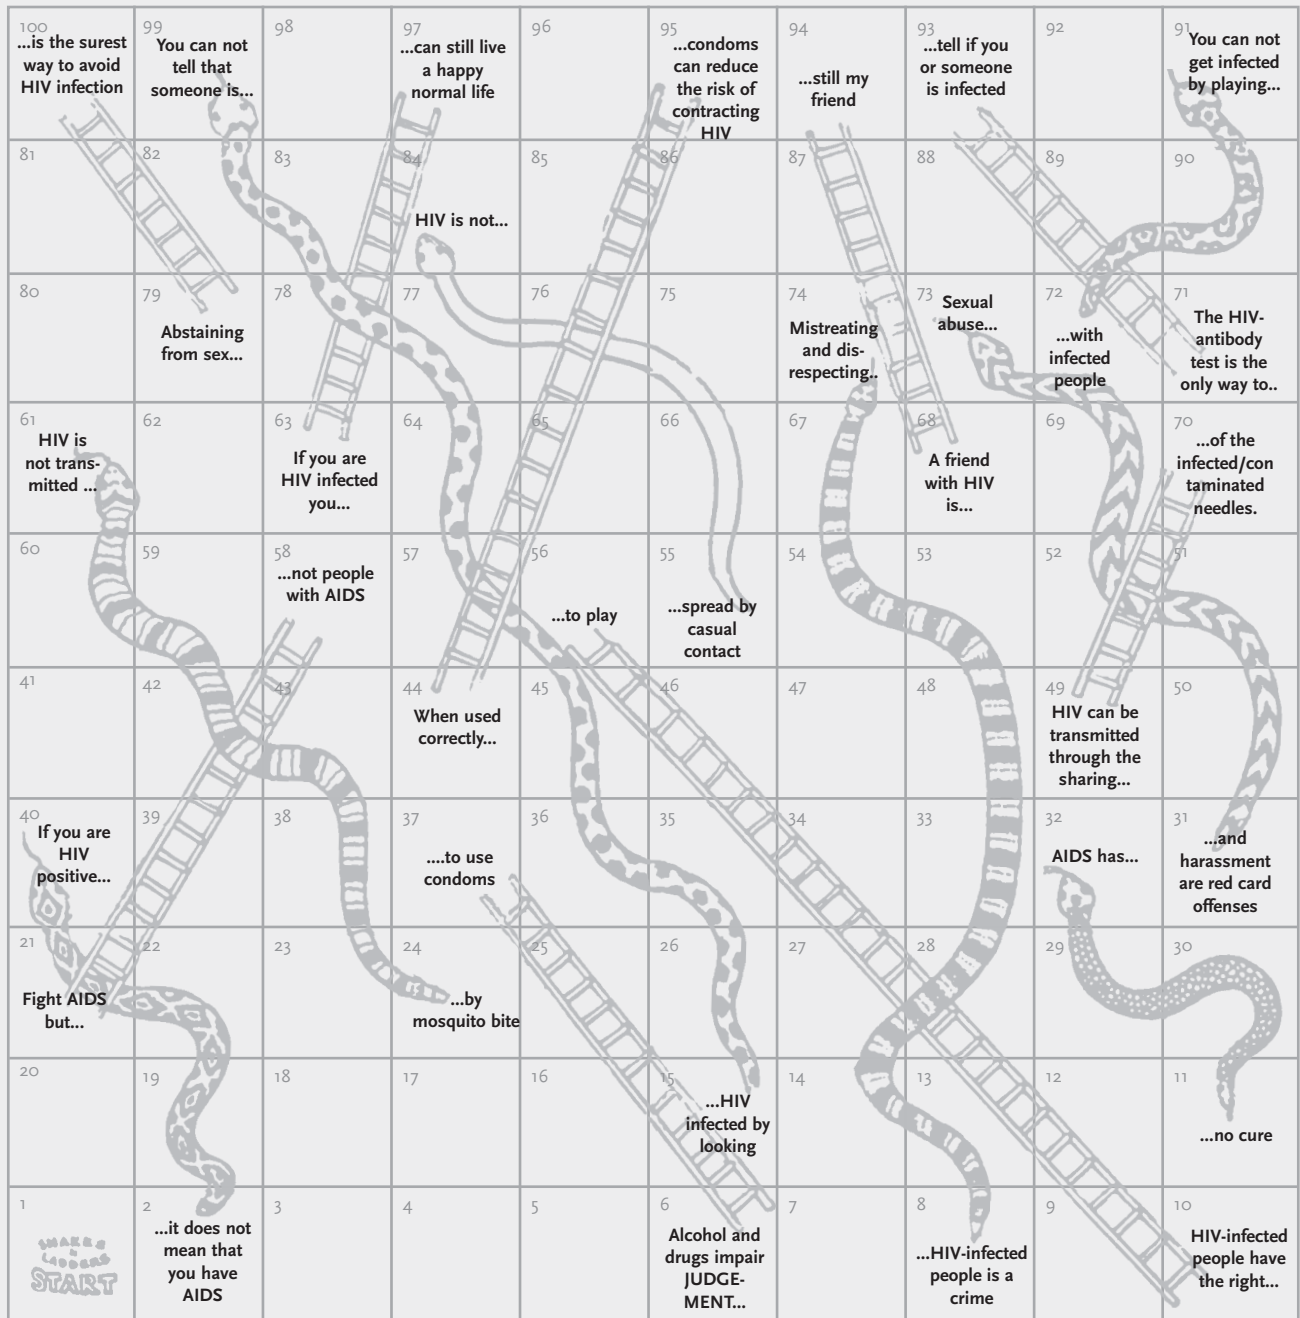 100
...is the surest
way to avoid
HIV infection
99
You can not
tell that
someone is...
98
97
...can still live
a happy
normal life
96
95
...condoms
can reduce
the risk of
contracting
HIV
94
...still my
friend
93
...tell if you
or someone
is infected
92
91
You can not
get infected
by playing...
81
82
83
84
HIV is not...
85
86
87
88
89
90
80
79
Abstaining
from sex...
78
77
76
75
74
Mistreating
and dis-
respecting..
73
Sexual
abuse...
72
...with
infected
people
71
The HIV-
antibody
test is the
only way to..
61
HIV is
not trans-
mitted ...
62
63
If you are
HIV infected
you...
64
65
66
67
68
A friend
with HIV
is...
69
70
...of the
infected/con
taminated
needles.
60
59
58
...not people
with AIDS
57
56
...to play
55
...spread by
casual
contact
54
53
52
51
41
42
43
44
When used
correctly...
45
46
47
48
49
HIV can be
transmitted
through the
sharing...
50
40
If you are
HIV
positive...
39
38
37
....to use
condoms
36
35
34
33
32
AIDS has...
31
...and
harassment
are red card
offenses
21
Fight AIDS
but...
22
23
24
...by
mosquito bite
25
26
27
28
29
30
20
19
18
17
16
15
...HIV
infected by
looking
14
13
12
11
...no cure
1
SNAKES
N
LADDERS
START
2
...it does not
mean that
you have
AIDS
3
4
5
6
Alcohol and
drugs impair
JUDGE-
MENT...
7
8
...HIV-infected
people is a
crime
9
10
HIV-infected
people have
the right...